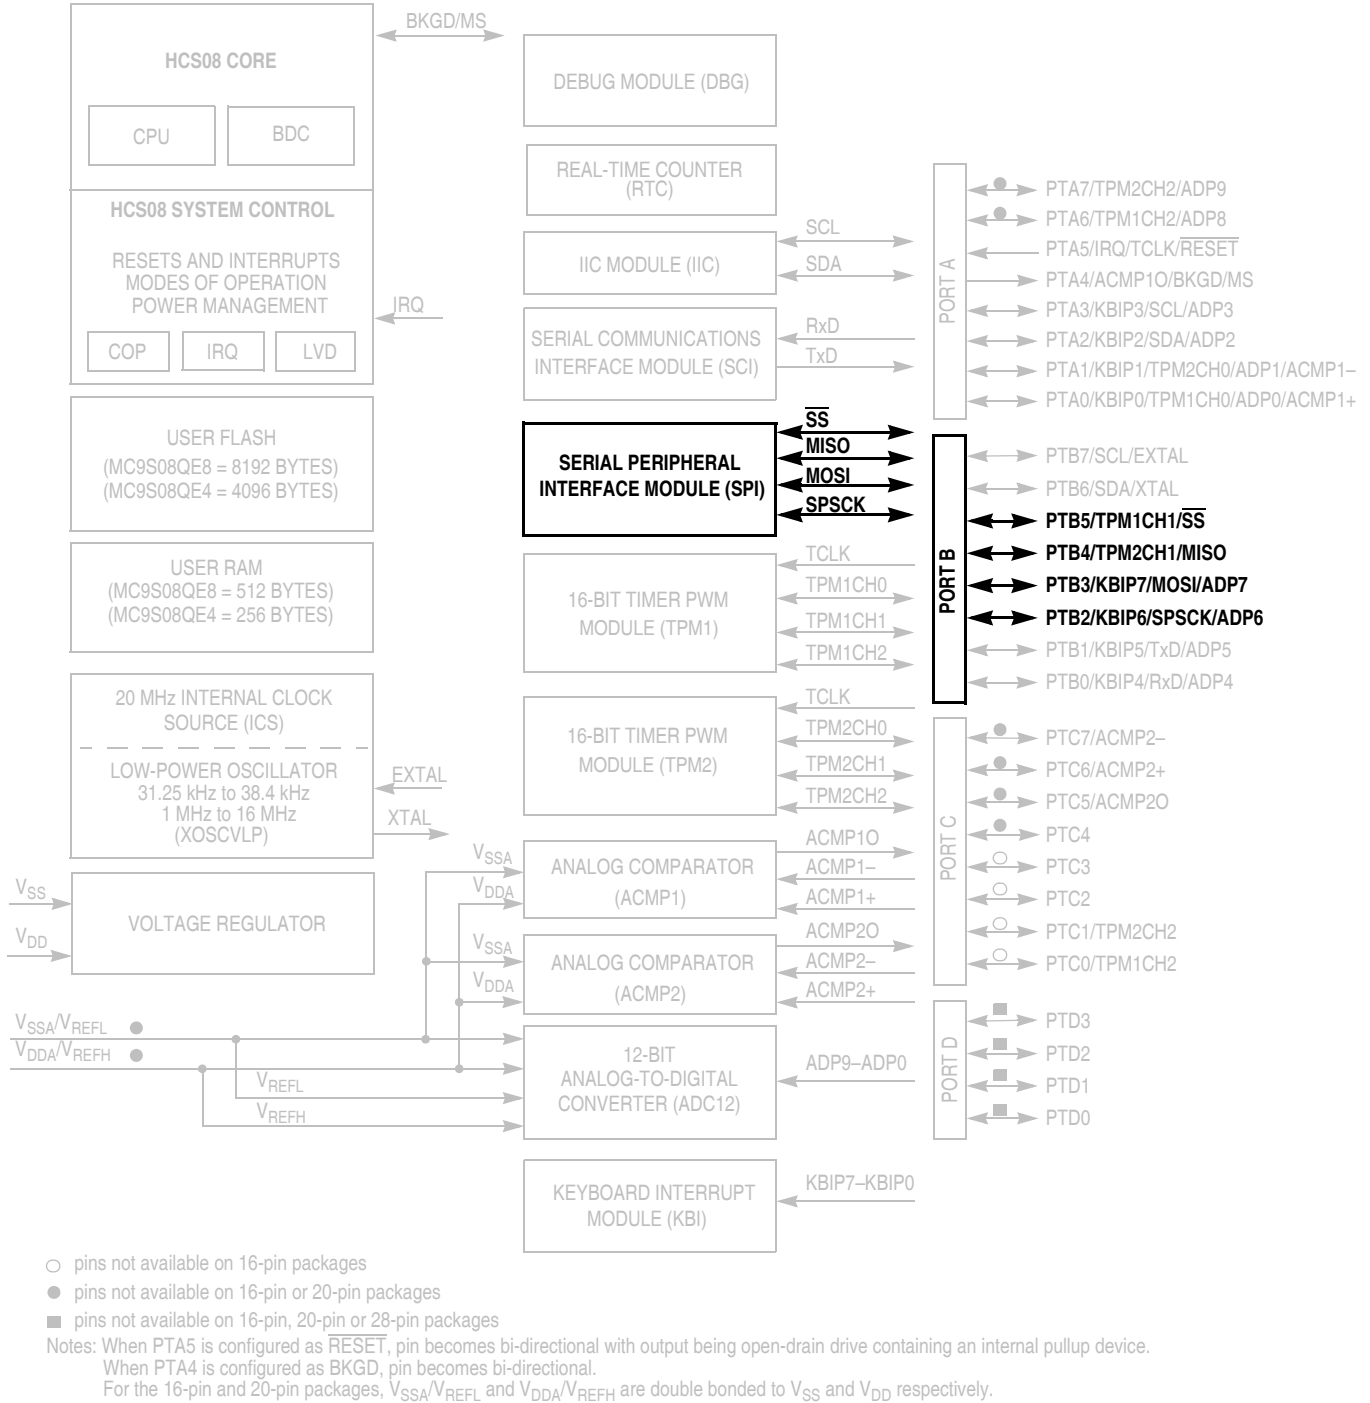 BKGD/MS
HCS08 CORE
CPU
BDC
HCS08 SYSTEM CONTROL
RESETS AND INTERRUPTS
MODES OF OPERATION
POWER MANAGEMENT
COP
IRQ
LVD
IRQ
USER FLASH
(MC9S08QE8 = 8192 BYTES)
(MC9S08QE4 = 4096 BYTES)
USER RAM
(MC9S08QE8 = 512 BYTES)
(MC9S08QE4 = 256 BYTES)
20 MHz INTERNAL CLOCK
SOURCE (ICS)
LOW-POWER OSCILLATOR
31.25 kHz to 38.4 kHz
1 MHz to 16 MHz
(XOSCVLP)
EXTAL
XTAL
VSS
VDD
VOLTAGE REGULATOR
VSSA/VREFL
VDDA/VREFH
VREFL
VREFH
DEBUG MODULE (DBG)
REAL-TIME COUNTER
(RTC)
IIC MODULE (IIC)
SCL
SDA
SERIAL COMMUNICATIONS
INTERFACE MODULE (SCI)
RxD
TxD
SERIAL PERIPHERAL
INTERFACE MODULE (SPI)
SS
MISO
MOSI
SPSCK
16-BIT TIMER PWM
MODULE (TPM1)
TCLK
TPM1CH0
TPM1CH1
TPM1CH2
16-BIT TIMER PWM
MODULE (TPM2)
TCLK
TPM2CH0
TPM2CH1
TPM2CH2
VSSA
VDDA
ANALOG COMPARATOR
(ACMP1)
ACMP1O
ACMP1–
ACMP1+
VSSA
VDDA
ANALOG COMPARATOR
(ACMP2)
ACMP2O
ACMP2–
ACMP2+
12-BIT
ANALOG-TO-DIGITAL
CONVERTER (ADC12)
ADP9–ADP0
KEYBOARD INTERRUPT
MODULE (KBI)
KBIP7–KBIP0
PORT A
PTA7/TPM2CH2/ADP9
PTA6/TPM1CH2/ADP8
PTA5/IRQ/TCLK/RESET
PTA4/ACMP1O/BKGD/MS
PTA3/KBIP3/SCL/ADP3
PTA2/KBIP2/SDA/ADP2
PTA1/KBIP1/TPM2CH0/ADP1/ACMP1–
PTA0/KBIP0/TPM1CH0/ADP0/ACMP1+
PORT B
PTB7/SCL/EXTAL
PTB6/SDA/XTAL
PTB5/TPM1CH1/SS
PTB4/TPM2CH1/MISO
PTB3/KBIP7/MOSI/ADP7
PTB2/KBIP6/SPSCK/ADP6
PTB1/KBIP5/TxD/ADP5
PTB0/KBIP4/RxD/ADP4
PORT C
PTC7/ACMP2–
PTC6/ACMP2+
PTC5/ACMP2O
PTC4
PTC3
PTC2
PTC1/TPM2CH2
PTC0/TPM1CH2
PORT D
PTD3
PTD2
PTD1
PTD0
pins not available on 16-pin packages
pins not available on 16-pin or 20-pin packages
pins not available on 16-pin, 20-pin or 28-pin packages
Notes: When PTA5 is configured as RESET, pin becomes bi-directional with output being open-drain drive containing an internal pullup device.
When PTA4 is configured as BKGD, pin becomes bi-directional.
For the 16-pin and 20-pin packages, VSSA/VREFL and VDDA/VREFH are double bonded to VSS and VDD respectively.